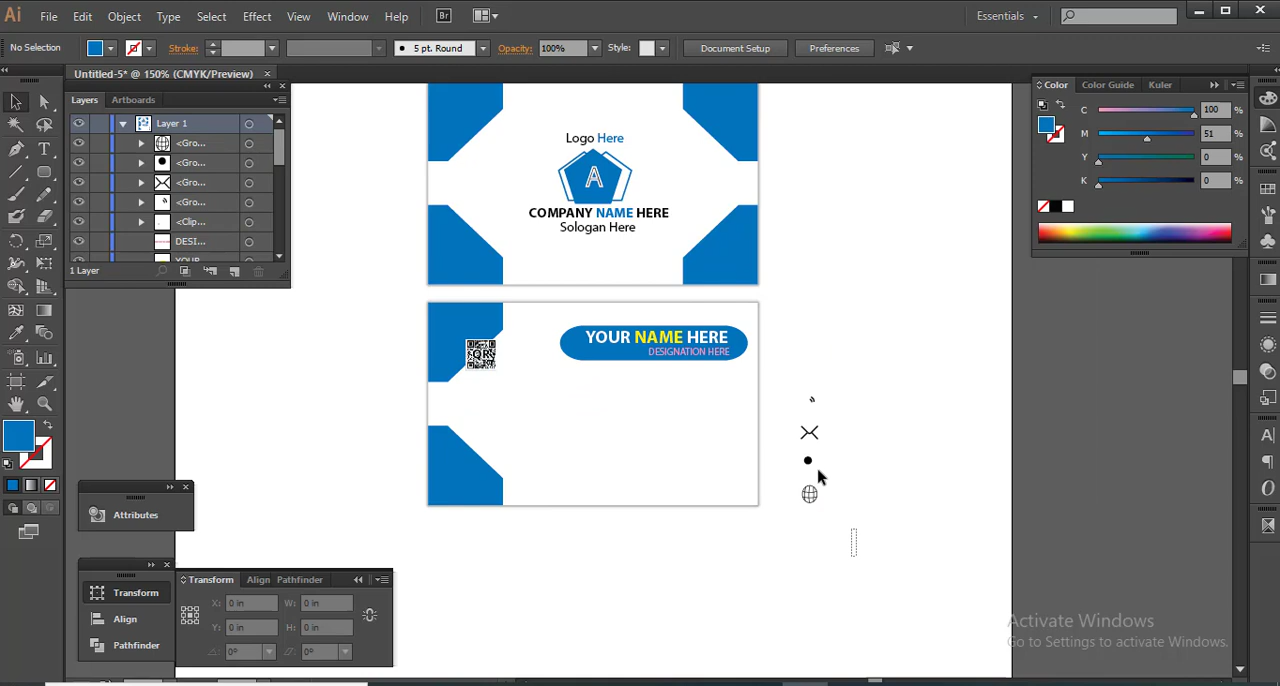 Ai File Edit Object Type Select Effect View Window Help Br Essentials
No Selection Stroke: 5 pt. Round Opacity: 100% Style: Document Setup Preferences
Untitled-5* @ 150% (CMYK/Preview) ×
Layers Artboards
Layer 1
<Gro...
<Gro...
<Gro...
<Gro...
<Clip...
DESI...
YOUR
1 Layer
Attributes
Transform
Align
Pathfinder
Transform Align Pathfinder
X: 0 in W: 0 in
Y: 0 in H: 0 in
0° 0°
Logo Here
A
COMPANY NAME HERE
Sologan Here
QR
YOUR NAME HERE
DESIGNATION HERE
Color Color Guide Kuler
C 100 %
M 51 %
Y 0 %
K 0 %
Activate Windows
Go to Settings to activate Windows.